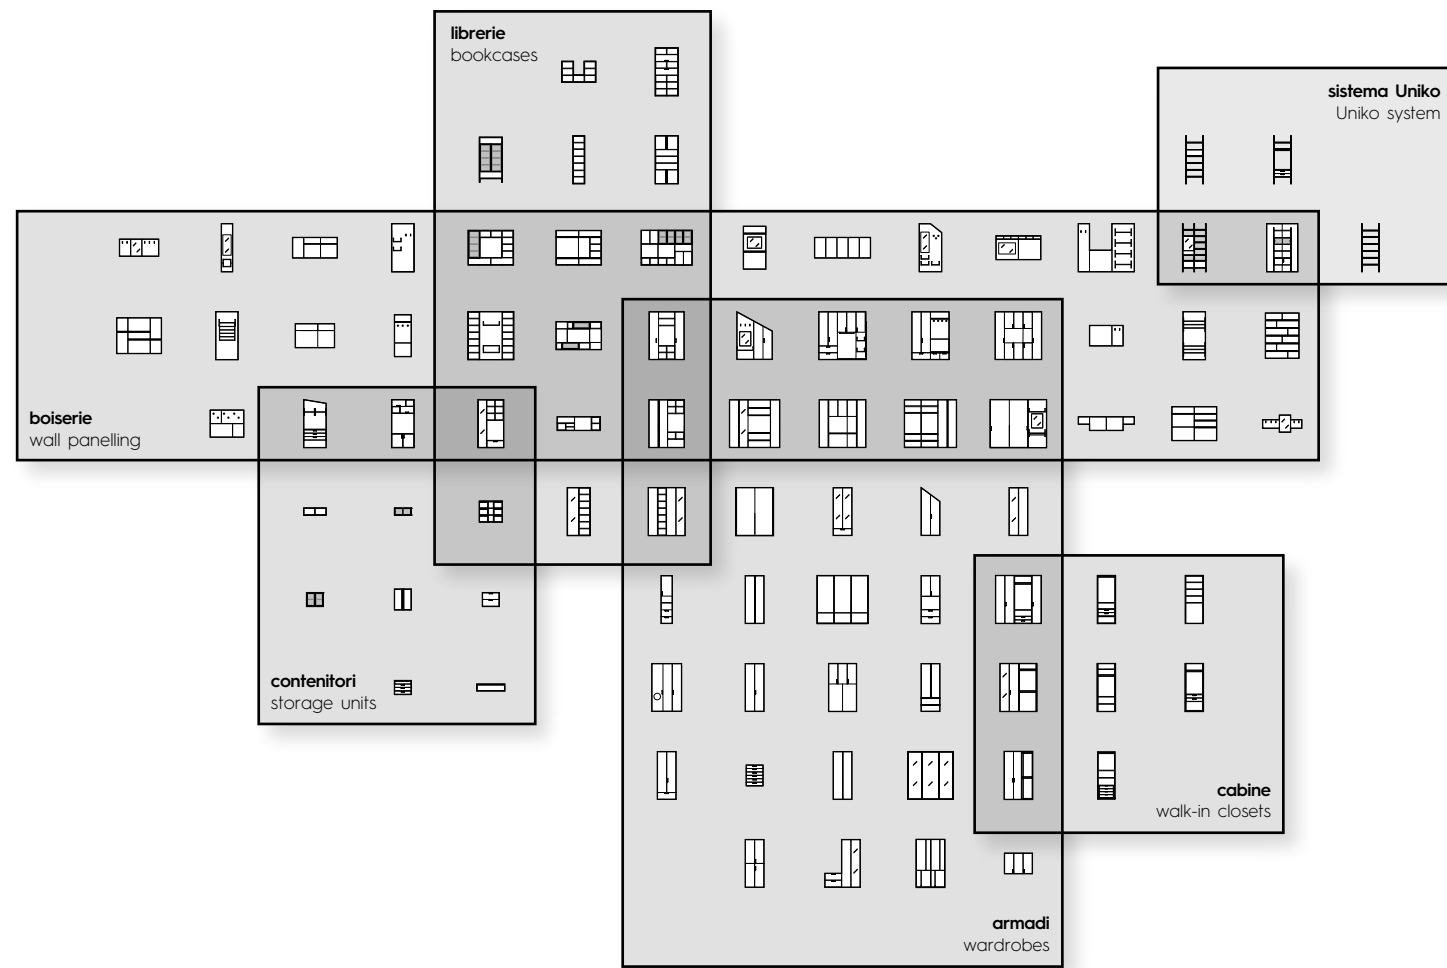 librerie
bookcases
sistema Uniko
Uniko system
boiserie
wall panelling
contenitori
storage units
cabine
walk-in closets
armadi
wardrobes